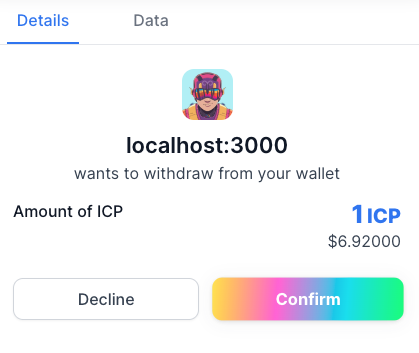 Details Data
localhost:3000
wants to withdraw from your wallet
Amount of ICP 1 ICP
$6.92000
Decline Confirm